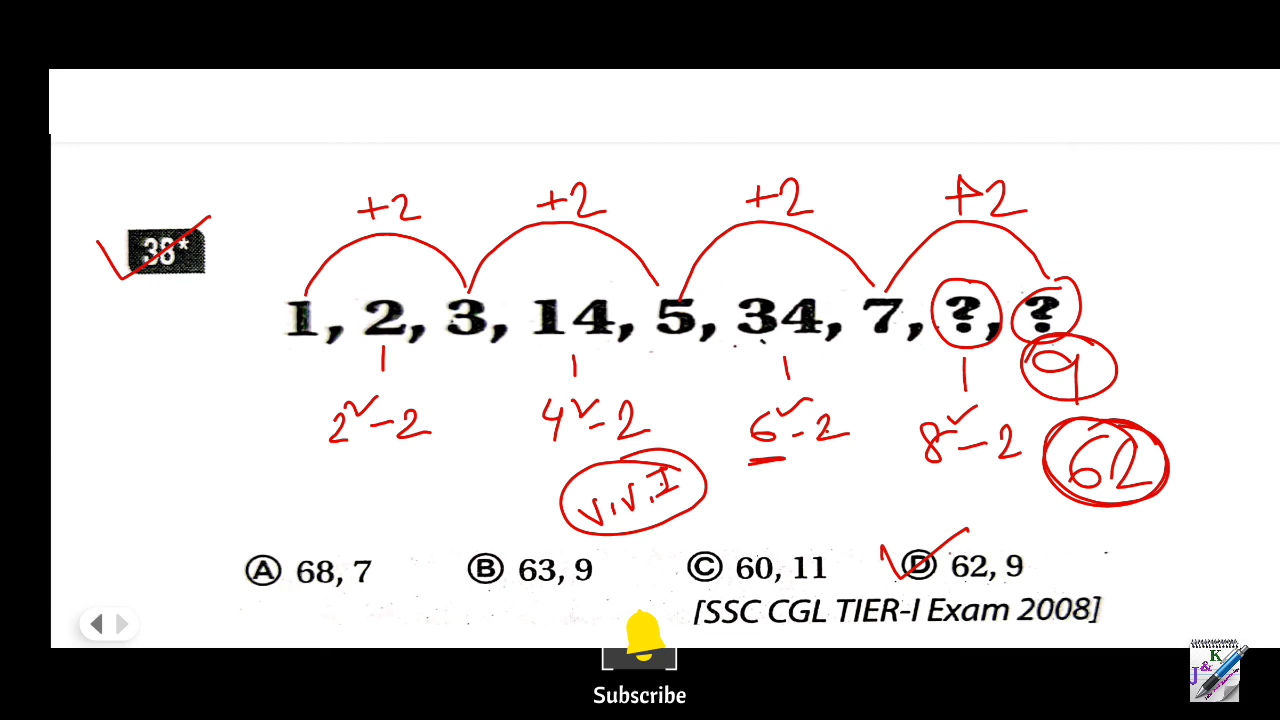 +2 +2 +2 +2
38*
1, 2, 3, 14, 5, 34, 7, ?, ?
9
2²-2 4²-2 6²-2 8²-2 62
V.V.I
Ⓐ 68, 7 Ⓑ 63, 9 Ⓒ 60, 11 Ⓓ 62, 9
[SSC CGL TIER-I Exam 2008]
Subscribe
J&K